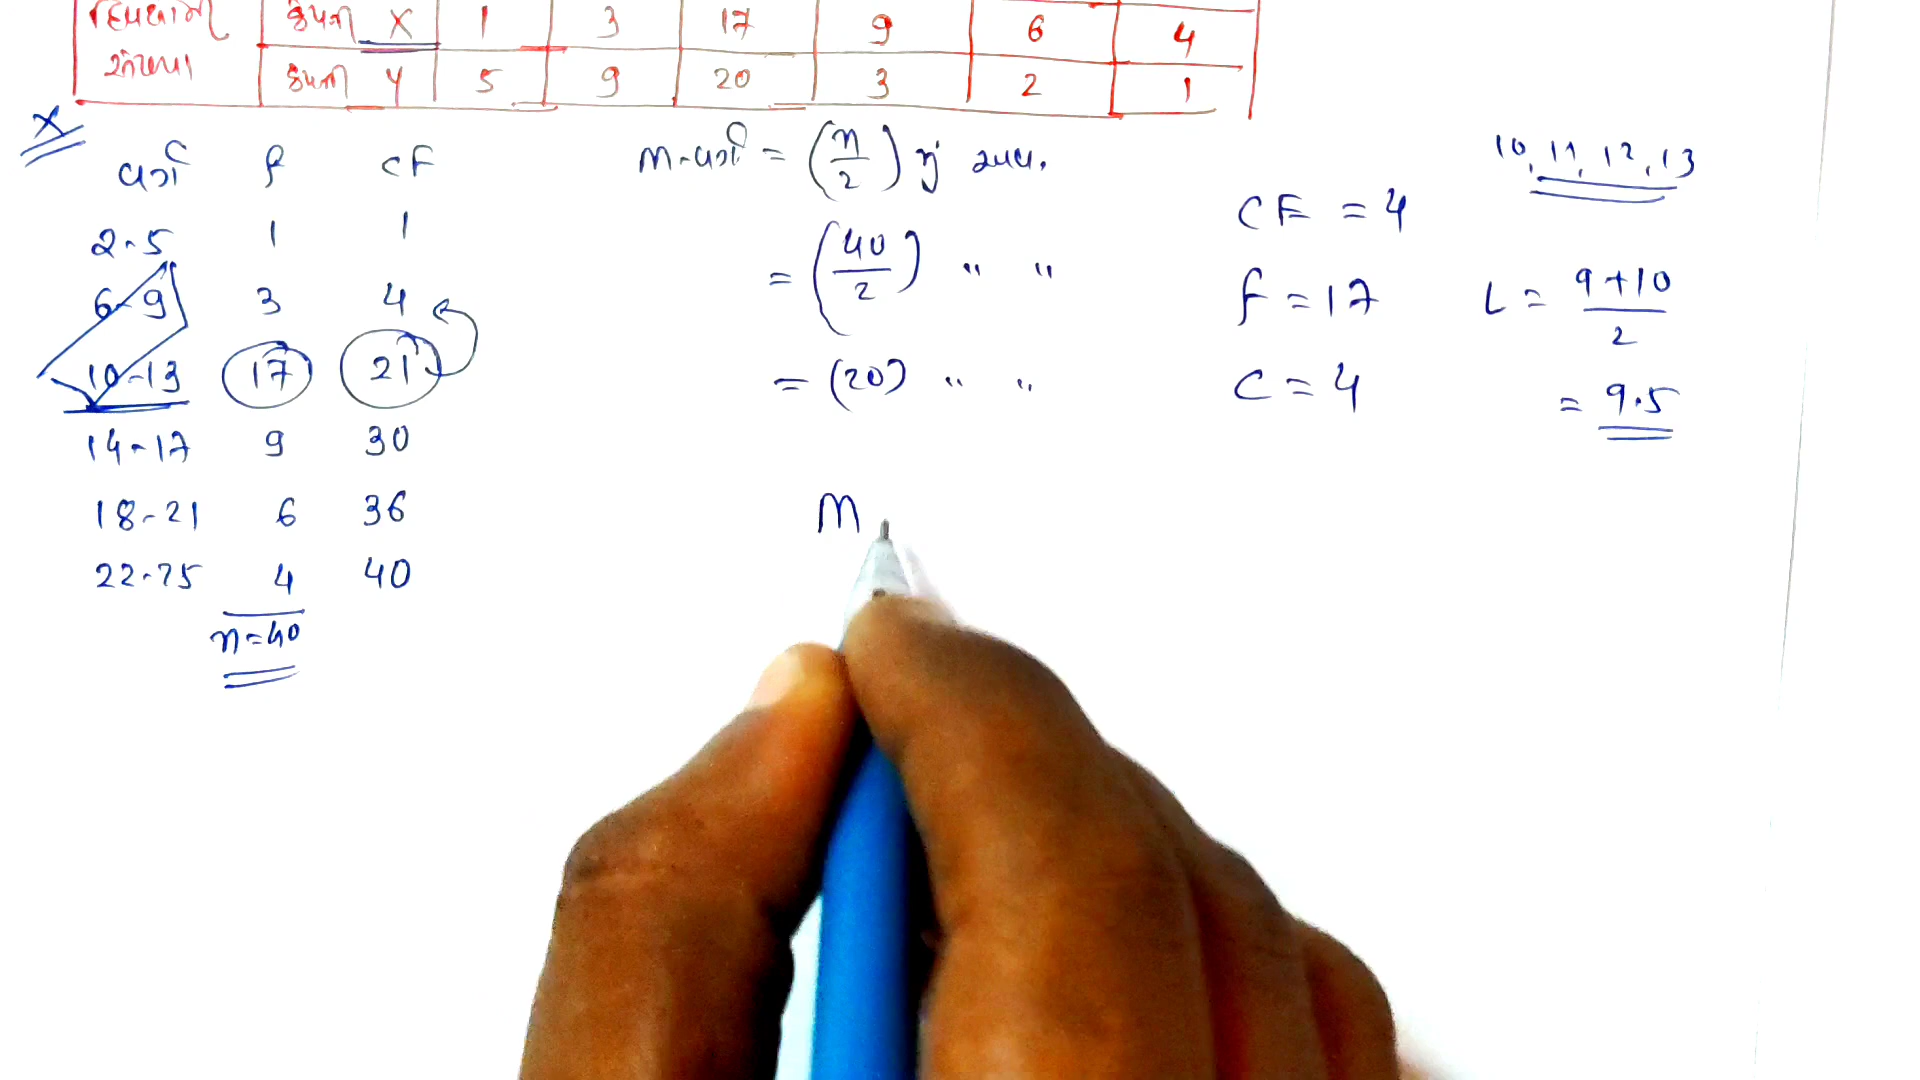 દિવસોની કંપની X 1 3 17 9 6 4
સંખ્યા કંપની Y 5 9 20 3 2 1
X
વર્ગ f cF
2-5 1 1
6-9 3 4
10-13 17 21
14-17 9 30
18-21 6 36
22-25 4 40
n=40
M-વર્ગ = (n/2) નું અવ.
= (40/2) " "
= (20) " "
M
CF = 4
f = 17
C = 4
10, 11, 12, 13
L = 9+10/2
= 9.5